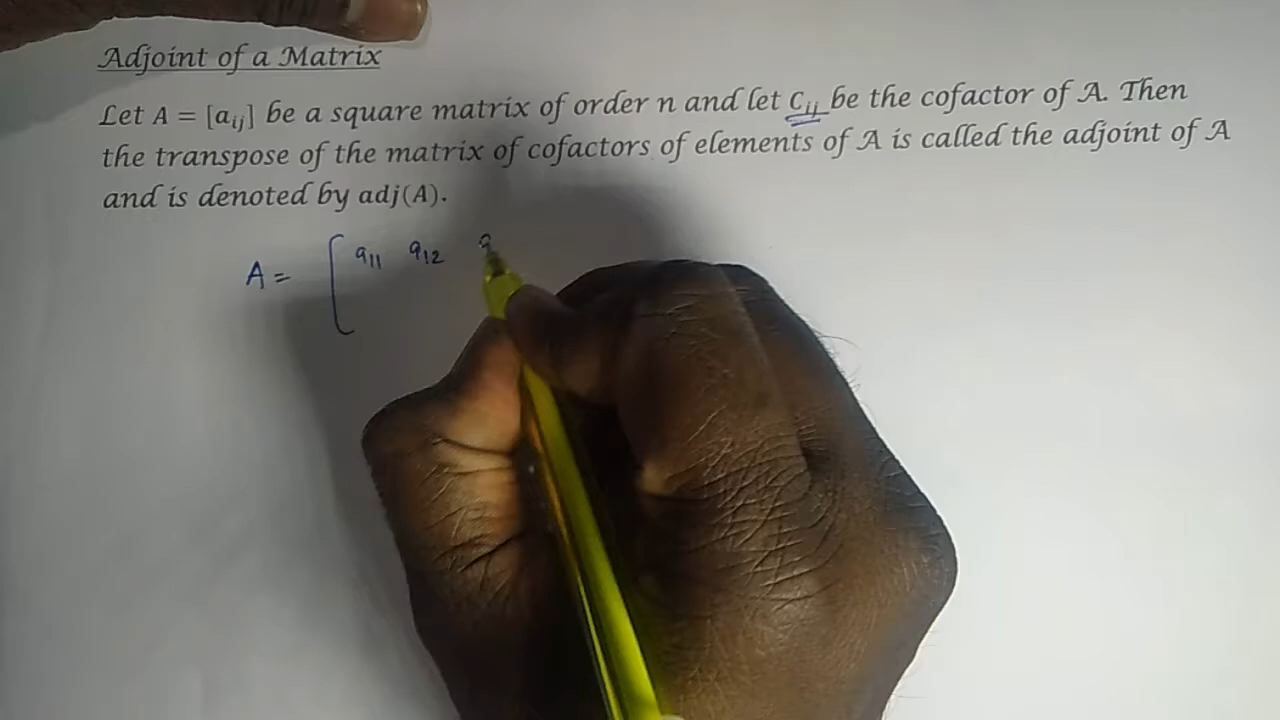 Adjoint of a Matrix
Let A = [aij] be a square matrix of order n and let Cij be the cofactor of A. Then
the transpose of the matrix of cofactors of elements of A is called the adjoint of A
and is denoted by adj(A).
A = [ a11 a12 a